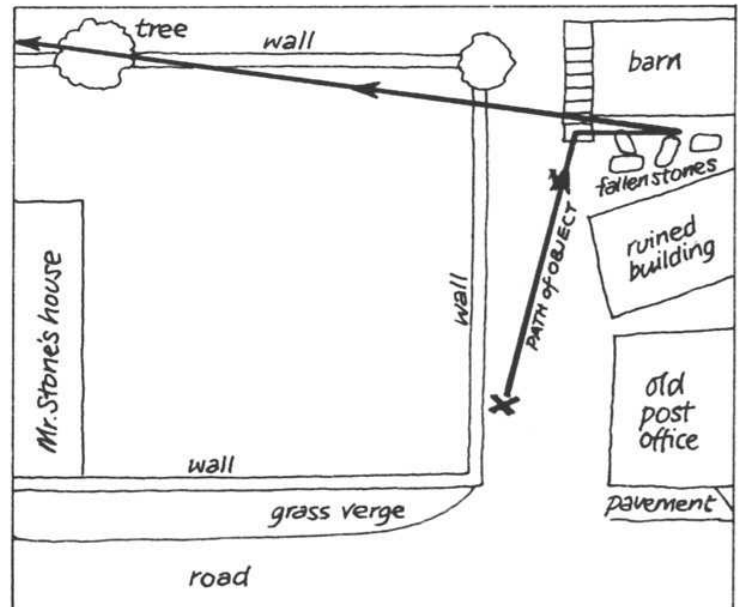 tree
wall
barn
fallen stones
PATH of OBJECT
ruined
building
wall
Mr. Stone's house
old
post
office
wall
pavement
grass verge
road